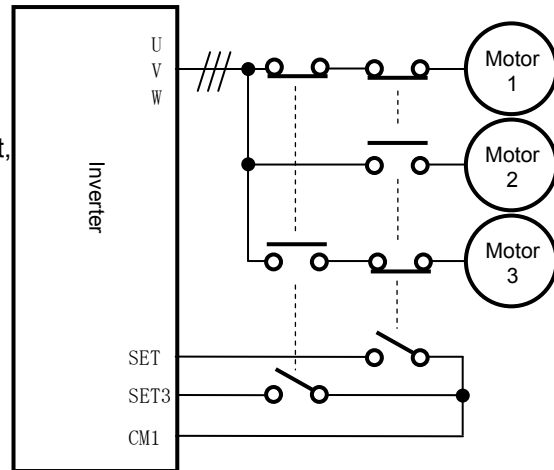 U
V
W
t,
Inverter
Motor
1
Motor
2
Motor
3
SET
SET3
CM1